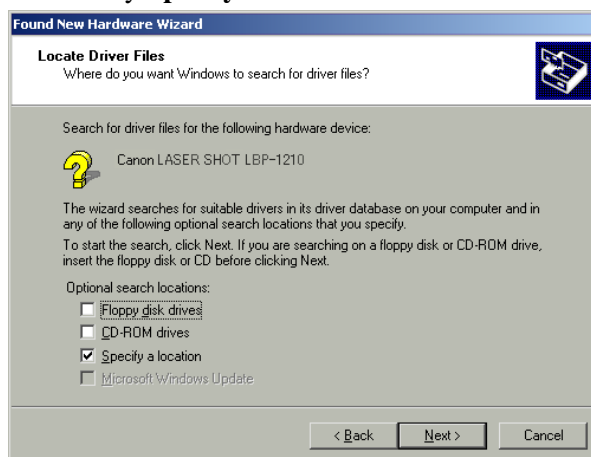 Found New Hardware Wizard
Locate Driver Files
Where do you want Windows to search for driver files?
Search for driver files for the following hardware device:
Canon LASER SHOT LBP-1210
The wizard searches for suitable drivers in its driver database on your computer and in
any of the following optional search locations that you specify.
To start the search, click Next. If you are searching on a floppy disk or CD-ROM drive,
insert the floppy disk or CD before clicking Next.
Optional search locations:
Floppy disk drives
CD-ROM drives
Specify a location
Microsoft Windows Update
< Back Next > Cancel